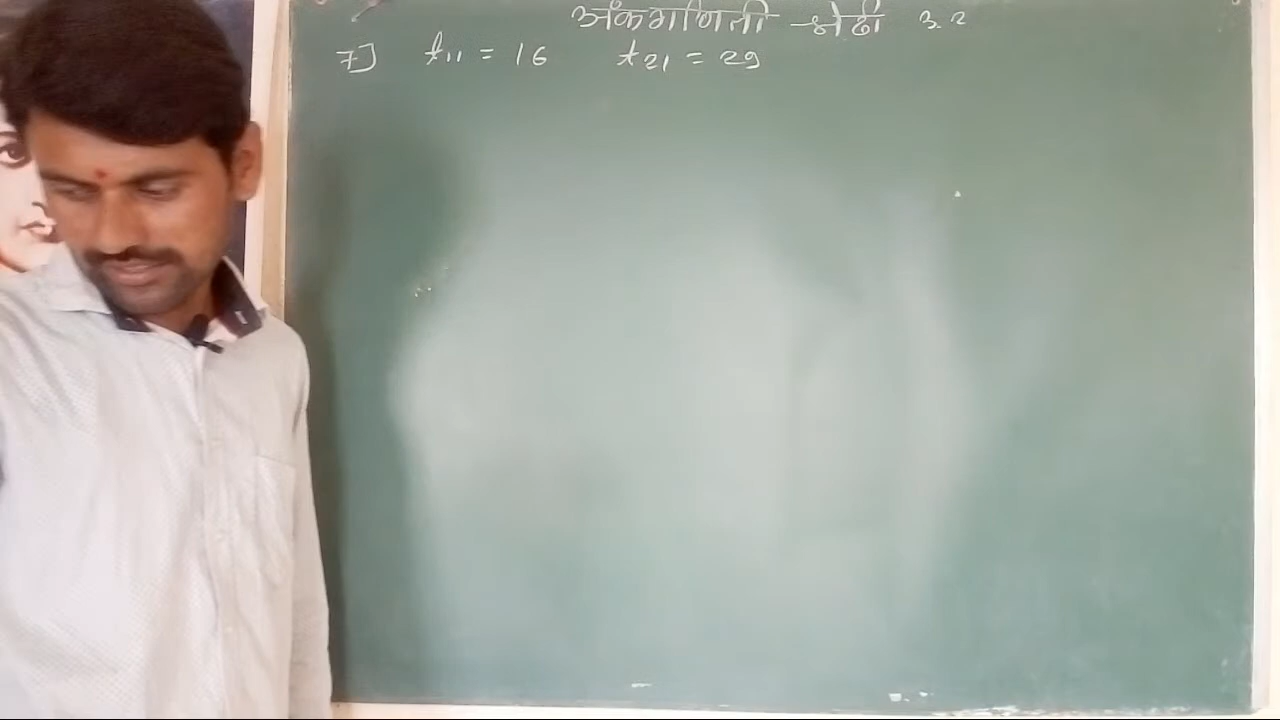 अंकगणिती श्रेढी 3.2
7] t11 = 16 t21 = 29